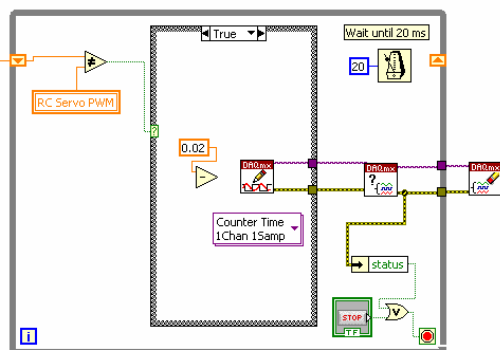 True
Wait until 20 ms
20
RC Servo PWM
?
0.02
DAQmx
DAQmx
?
DAQmx
Counter Time
1Chan 1Samp
status
STOP
TF
V
i